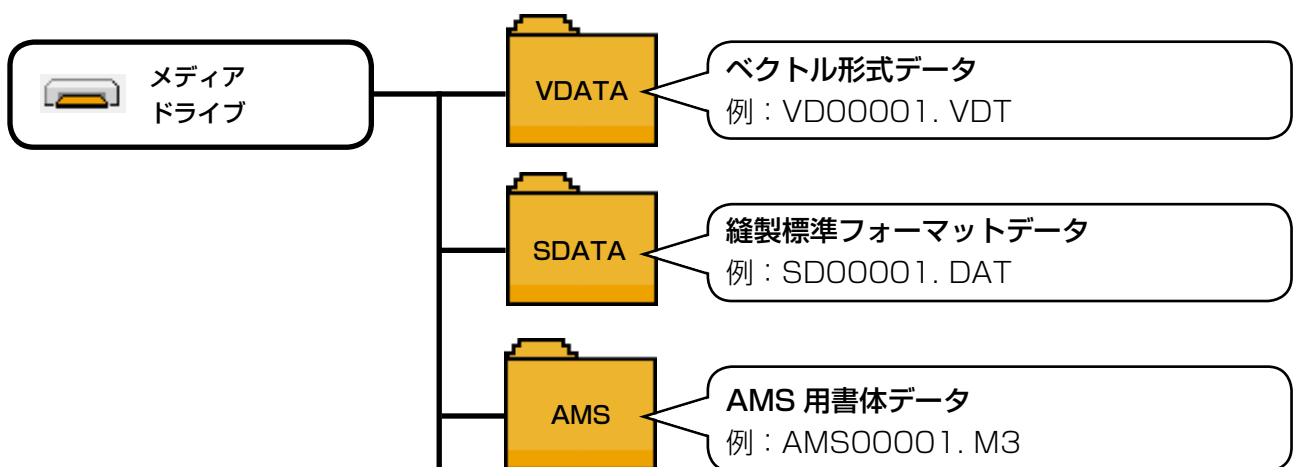 メディア
ドライブ
VDATA
ベクトル形式データ
例：VD00001. VDT
SDATA
縫製標準フォーマットデータ
例：SD00001. DAT
AMS
AMS 用書体データ
例：AMS00001. M3